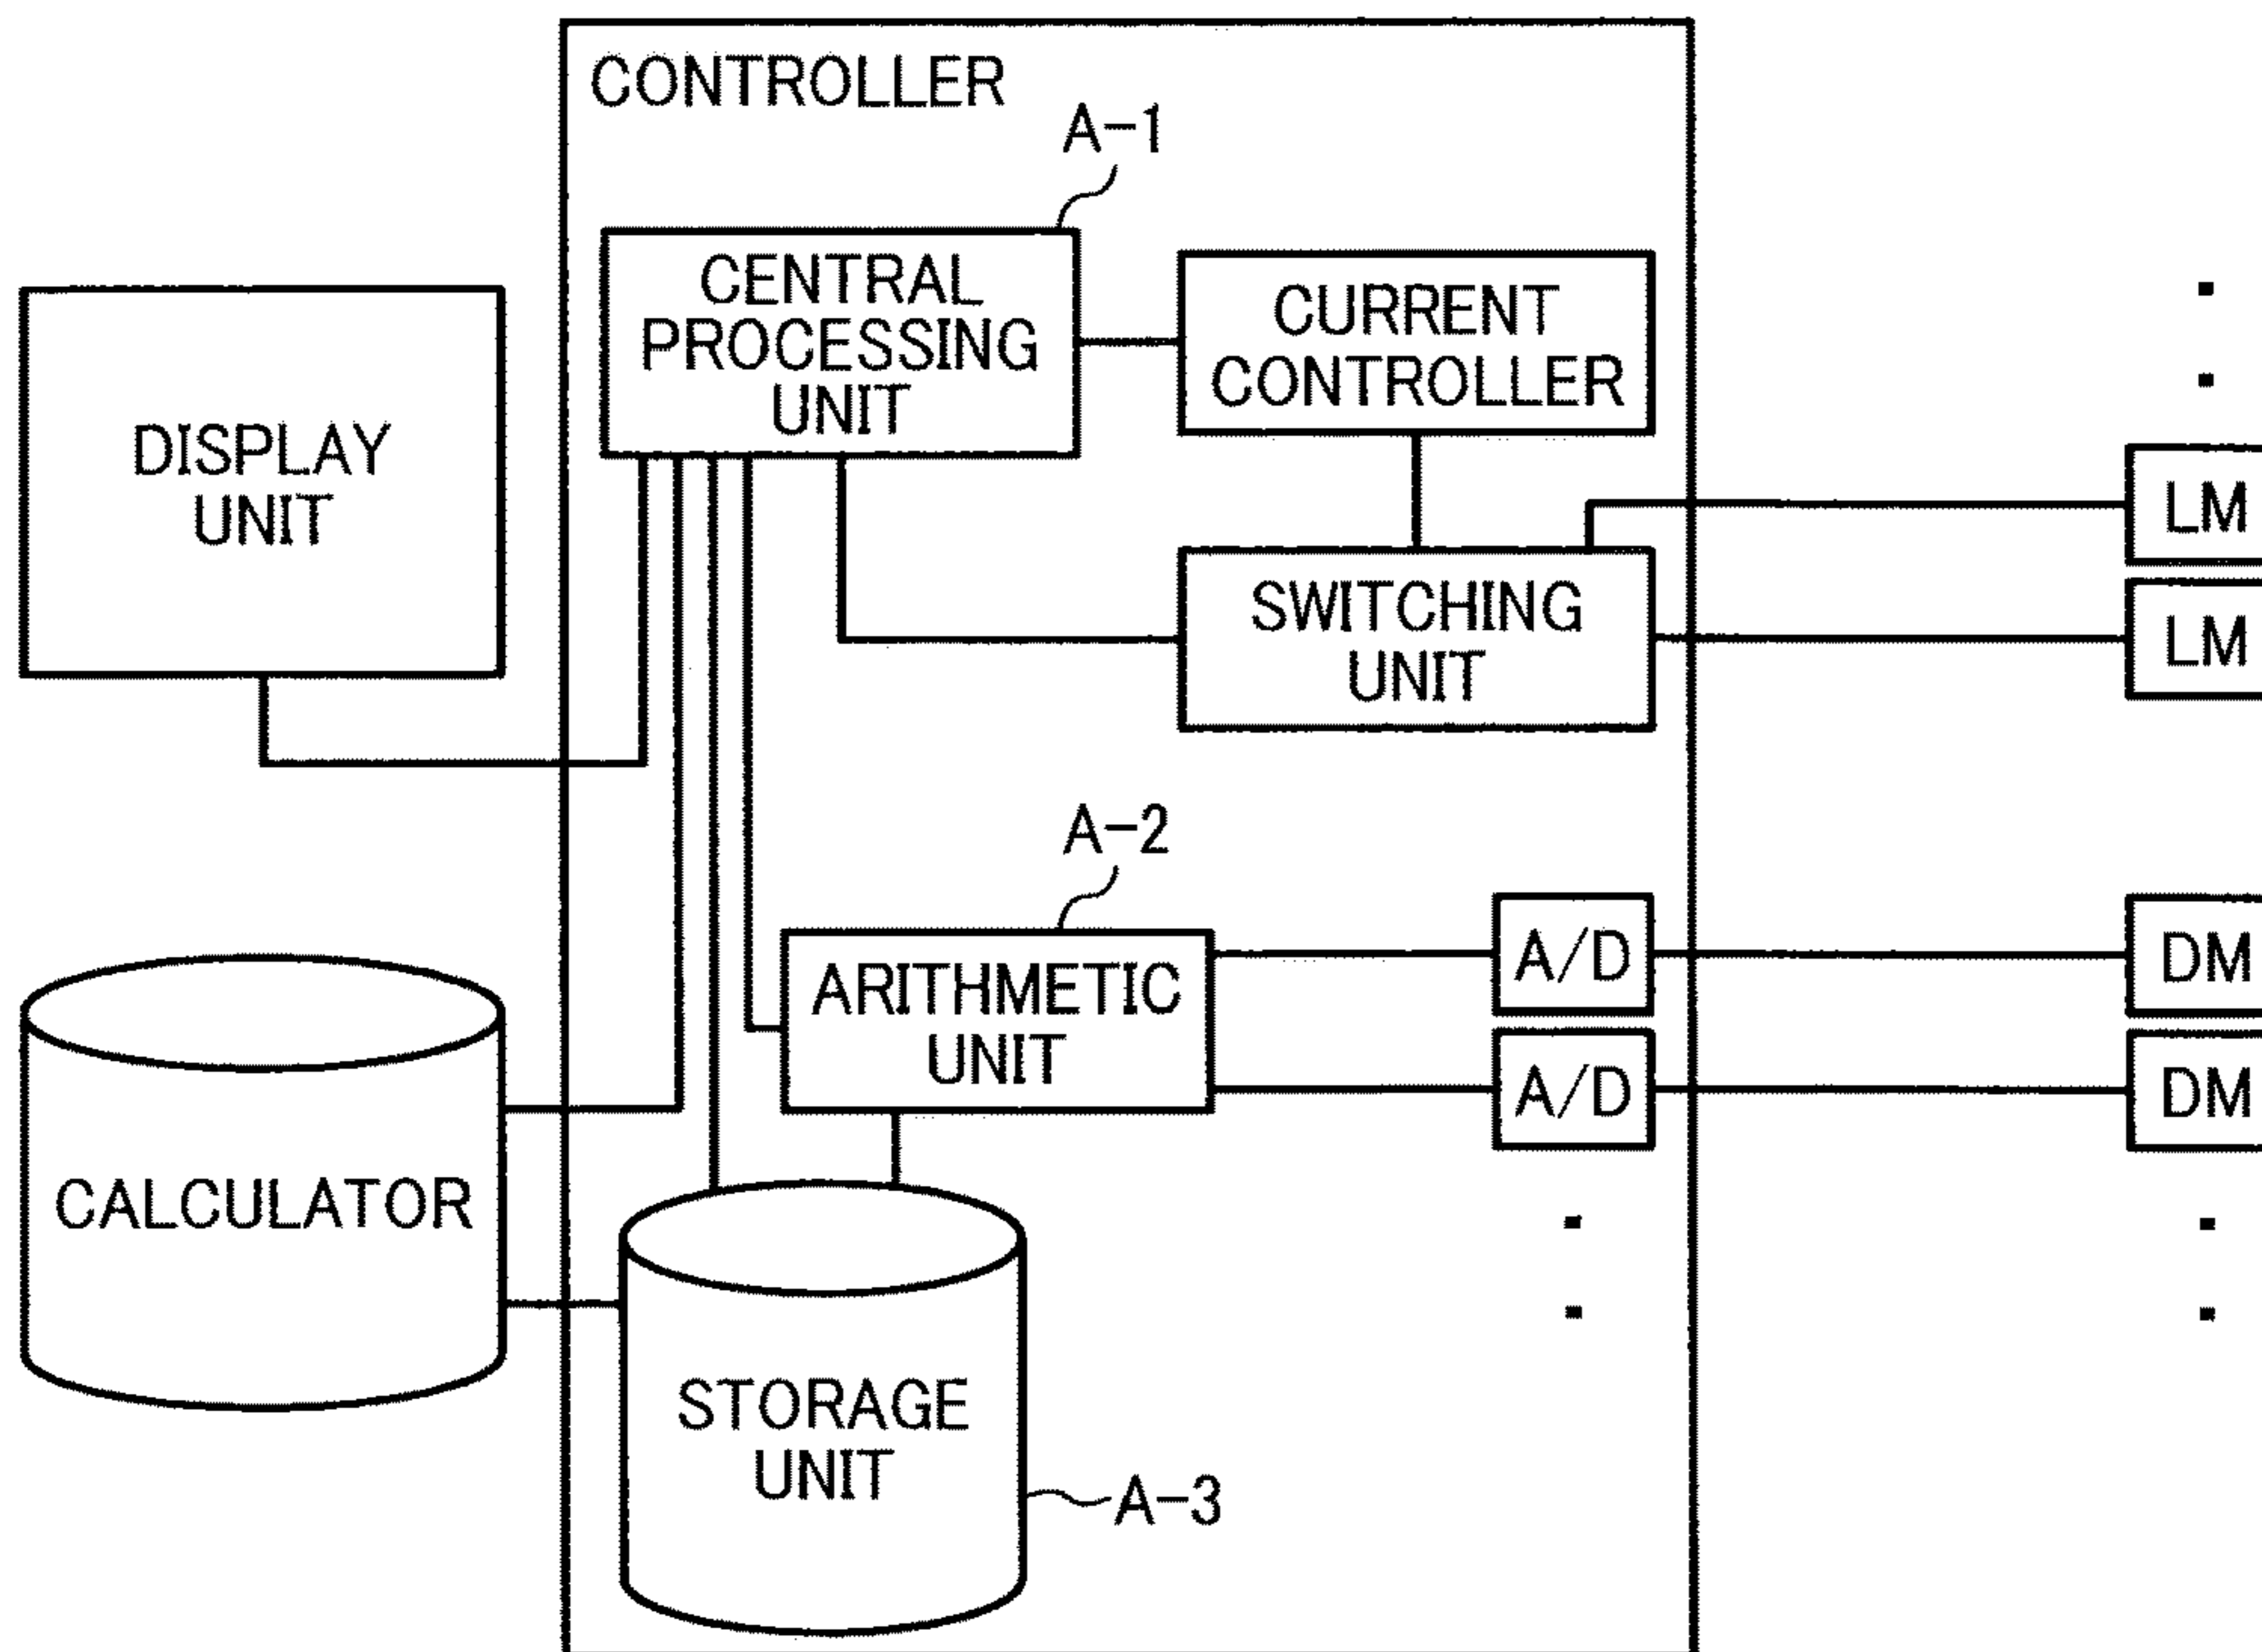 CONTROLLER
A-1
CENTRAL
PROCESSING
UNIT
CURRENT
CONTROLLER
DISPLAY
UNIT
LM
SWITCHING
UNIT
LM
A-2
ARITHMETIC
UNIT
A/D
DM
A/D
DM
CALCULATOR
STORAGE
UNIT
A-3